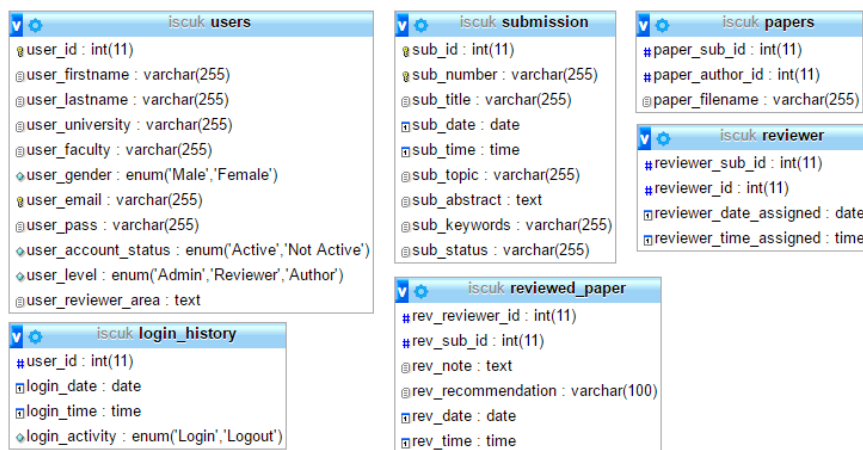 iscuk users
user_id : int(11)
user_firstname : varchar(255)
user_lastname : varchar(255)
user_university : varchar(255)
user_faculty : varchar(255)
user_gender : enum('Male','Female')
user_email : varchar(255)
user_pass : varchar(255)
user_account_status : enum('Active','Not Active')
user_level : enum('Admin','Reviewer','Author')
user_reviewer_area : text
iscuk login_history
user_id : int(11)
login_date : date
login_time : time
login_activity : enum('Login','Logout')
iscuk submission
sub_id : int(11)
sub_number : varchar(255)
sub_title : varchar(255)
sub_date : date
sub_time : time
sub_topic : varchar(255)
sub_abstract : text
sub_keywords : varchar(255)
sub_status : varchar(255)
iscuk reviewed_paper
rev_reviewer_id : int(11)
rev_sub_id : int(11)
rev_note : text
rev_recommendation : varchar(100)
rev_date : date
rev_time : time
iscuk papers
paper_sub_id : int(11)
paper_author_id : int(11)
paper_filename : varchar(255)
iscuk reviewer
reviewer_sub_id : int(11)
reviewer_id : int(11)
reviewer_date_assigned : date
reviewer_time_assigned : time